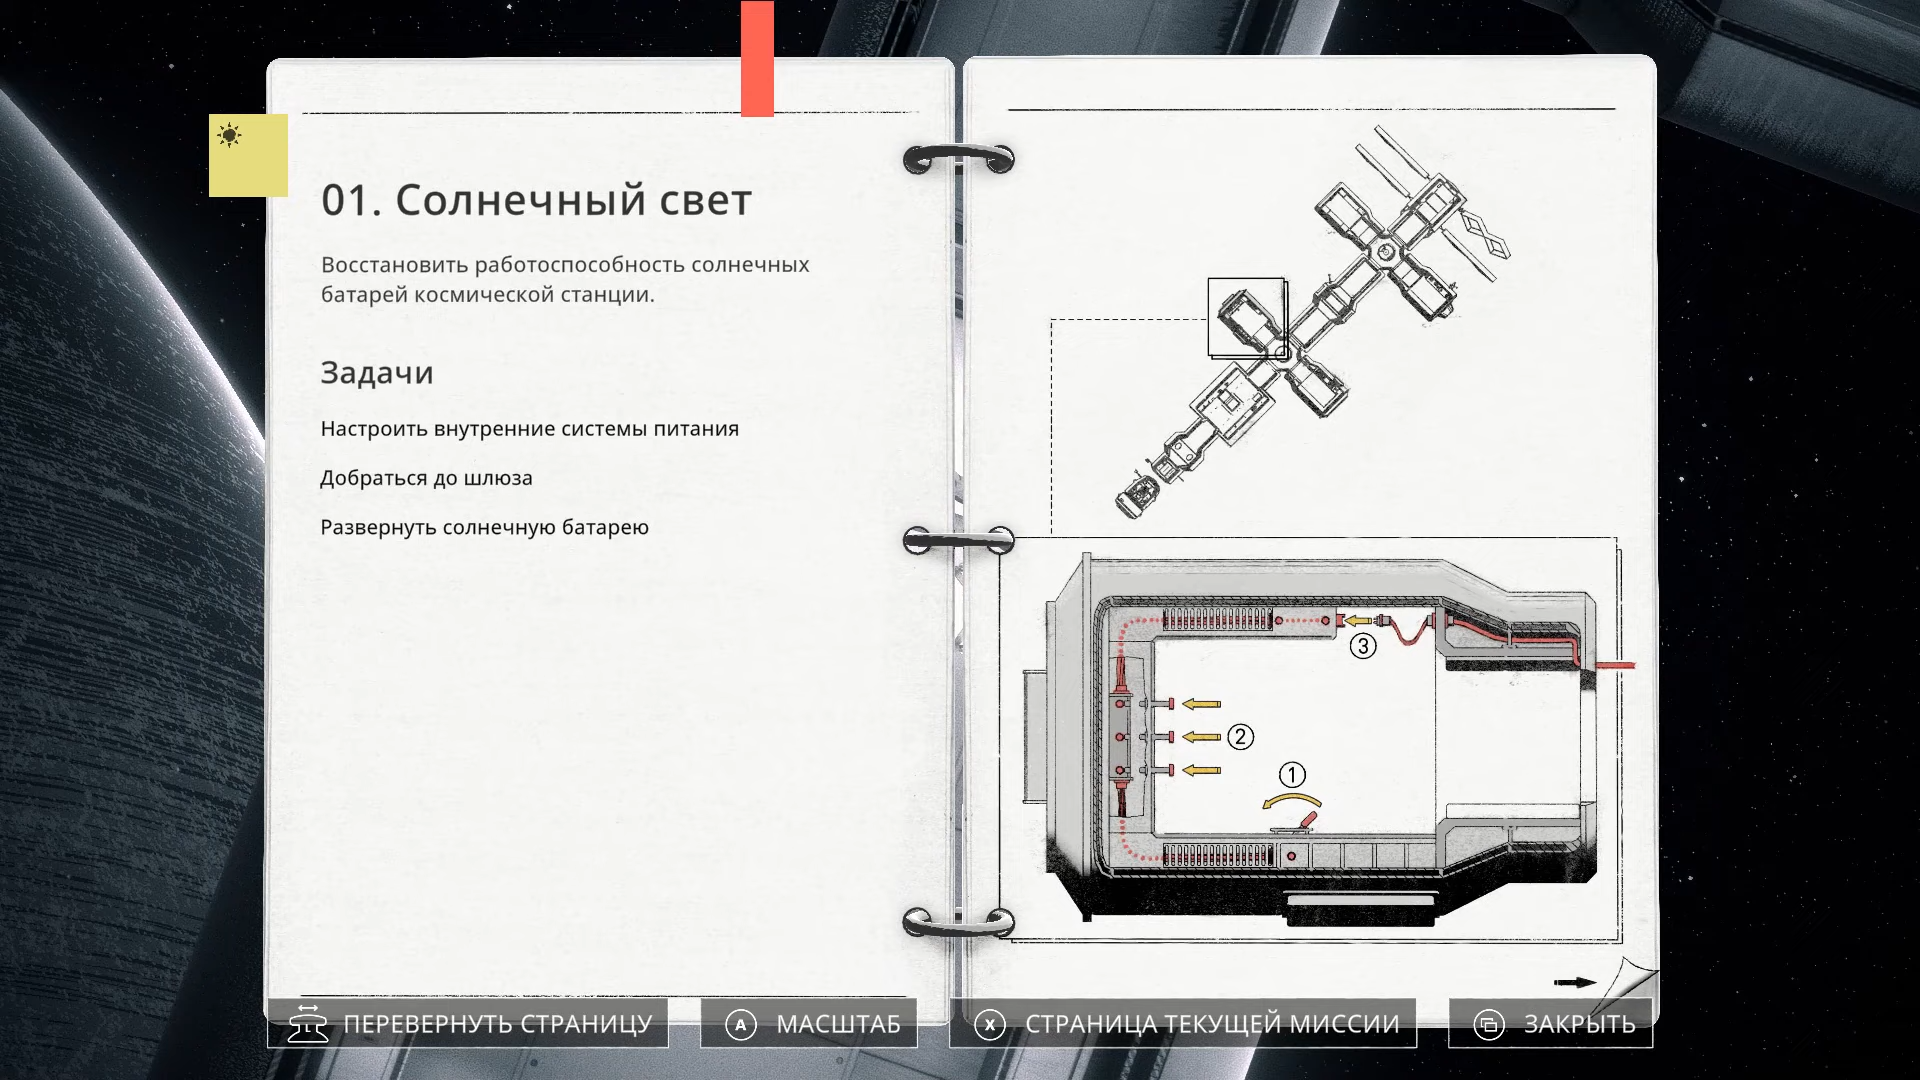 01. Солнечный свет
Восстановить работоспособность солнечных
батарей космической станции.
Задачи
Настроить внутренние системы питания
Добраться до шлюза
Развернуть солнечную батарею
3
2
1
L ПЕРЕВЕРНУТЬ СТРАНИЦУ
A МАСШТАБ
X СТРАНИЦА ТЕКУЩЕЙ МИССИИ
ЗАКРЫТЬ